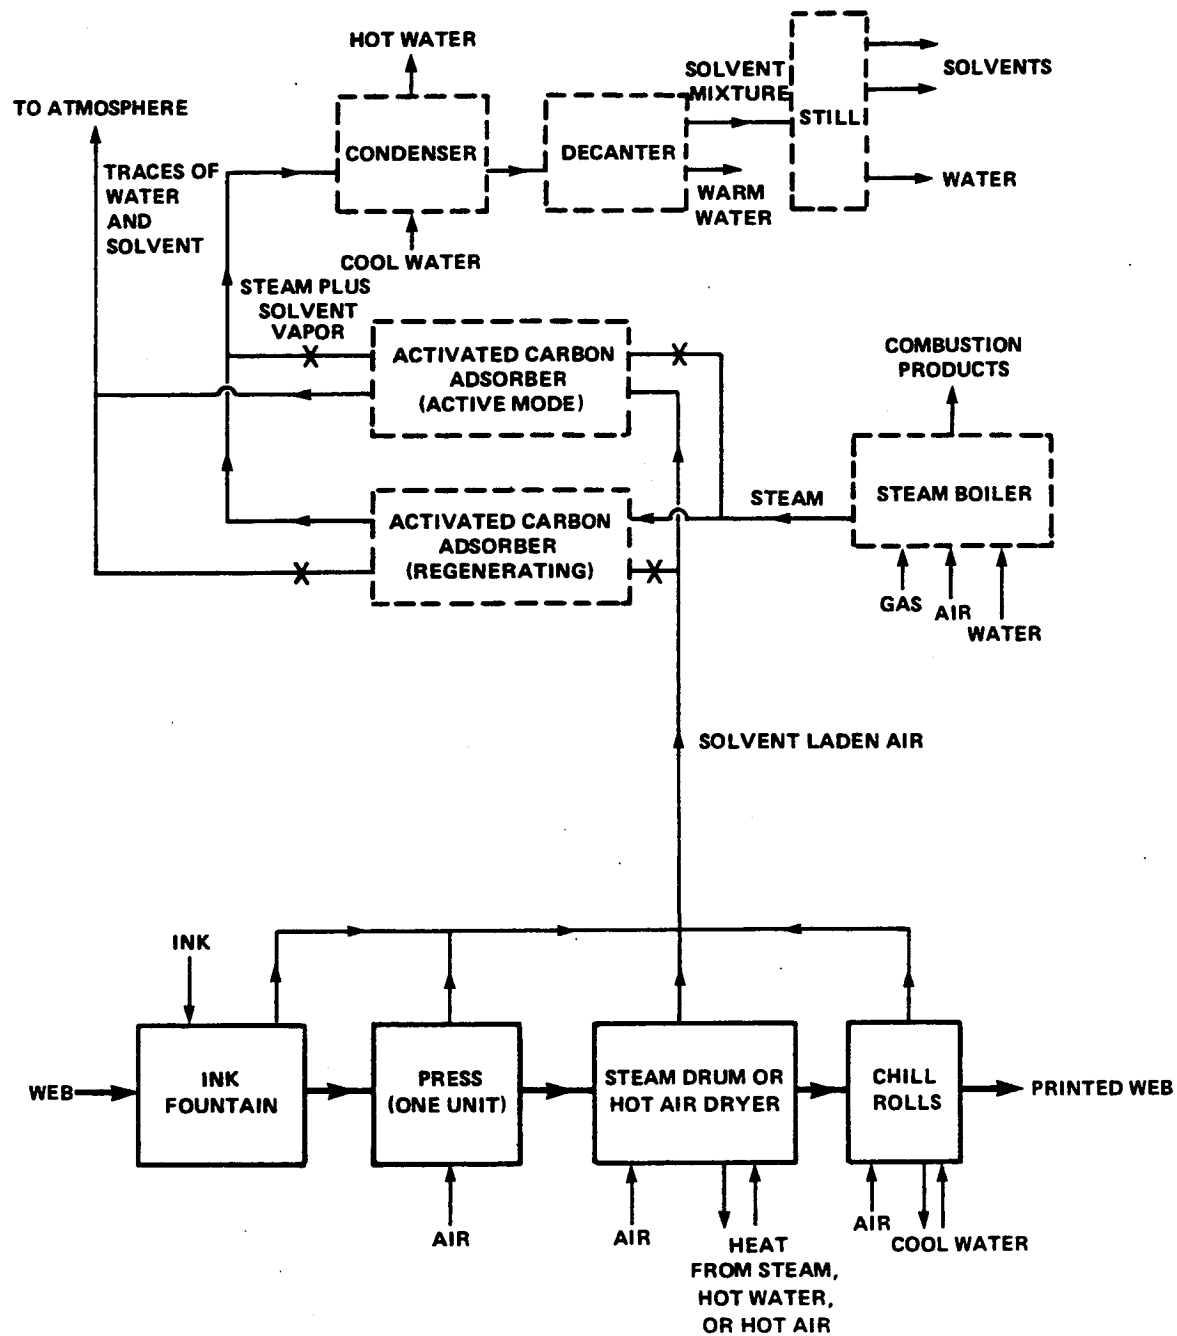 HOT WATER
TO ATMOSPHERE
TRACES OF
WATER
AND
SOLVENT
CONDENSER
COOL WATER
DECANTER
SOLVENT
MIXTURE
WARM
WATER
STILL
SOLVENTS
WATER
STEAM PLUS
SOLVENT
VAPOR
ACTIVATED CARBON
ADSORBER
(ACTIVE MODE)
COMBUSTION
PRODUCTS
STEAM BOILER
STEAM
GAS
AIR
WATER
ACTIVATED CARBON
ADSORBER
(REGENERATING)
SOLVENT LADEN AIR
INK
WEB
INK
FOUNTAIN
PRESS
(ONE UNIT)
STEAM DRUM OR
HOT AIR DRYER
CHILL
ROLLS
PRINTED WEB
AIR
AIR
HEAT
FROM STEAM,
HOT WATER,
OR HOT AIR
AIR
COOL WATER